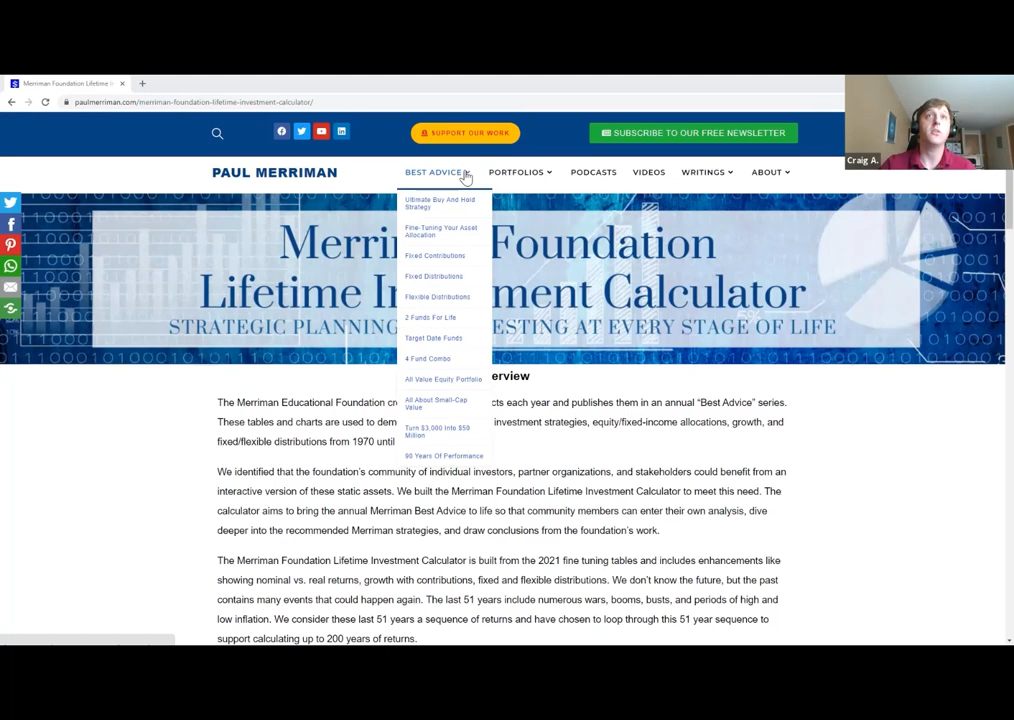 Merriman Foundation Lifetime
paulmerriman.com/merriman-foundation-lifetime-investment-calculator/
SUPPORT OUR WORK
SUBSCRIBE TO OUR FREE NEWSLETTER
Craig A.
PAUL MERRIMAN
BEST ADVICE
PORTFOLIOS
PODCASTS
VIDEOS
WRITINGS
ABOUT
Ultimate Buy And Hold
Strategy
Fine-Tuning Your Asset
Allocation
Fixed Contributions
Fixed Distributions
Flexible Distributions
2 Funds For Life
Target Date Funds
4 Fund Combo
All Value Equity Portfolio
All About Small-Cap
Value
Turn $3,000 Into $50
Million
90 Years Of Performance
Merri Foundation
Lifetime In ment Calculator
STRATEGIC PLANNING ESTING AT EVERY STAGE OF LIFE
erview
The Merriman Educational Foundation cr cts each year and publishes them in an annual “Best Advice” series.
These tables and charts are used to dem investment strategies, equity/fixed-income allocations, growth, and
fixed/flexible distributions from 1970 until
We identified that the foundation’s community of individual investors, partner organizations, and stakeholders could benefit from an
interactive version of these static assets. We built the Merriman Foundation Lifetime Investment Calculator to meet this need. The
calculator aims to bring the annual Merriman Best Advice to life so that community members can enter their own analysis, dive
deeper into the recommended Merriman strategies, and draw conclusions from the foundation’s work.
The Merriman Foundation Lifetime Investment Calculator is built from the 2021 fine tuning tables and includes enhancements like
showing nominal vs. real returns, growth with contributions, fixed and flexible distributions. We don’t know the future, but the past
contains many events that could happen again. The last 51 years include numerous wars, booms, busts, and periods of high and
low inflation. We consider these last 51 years a sequence of returns and have chosen to loop through this 51 year sequence to
support calculating up to 200 years of returns.